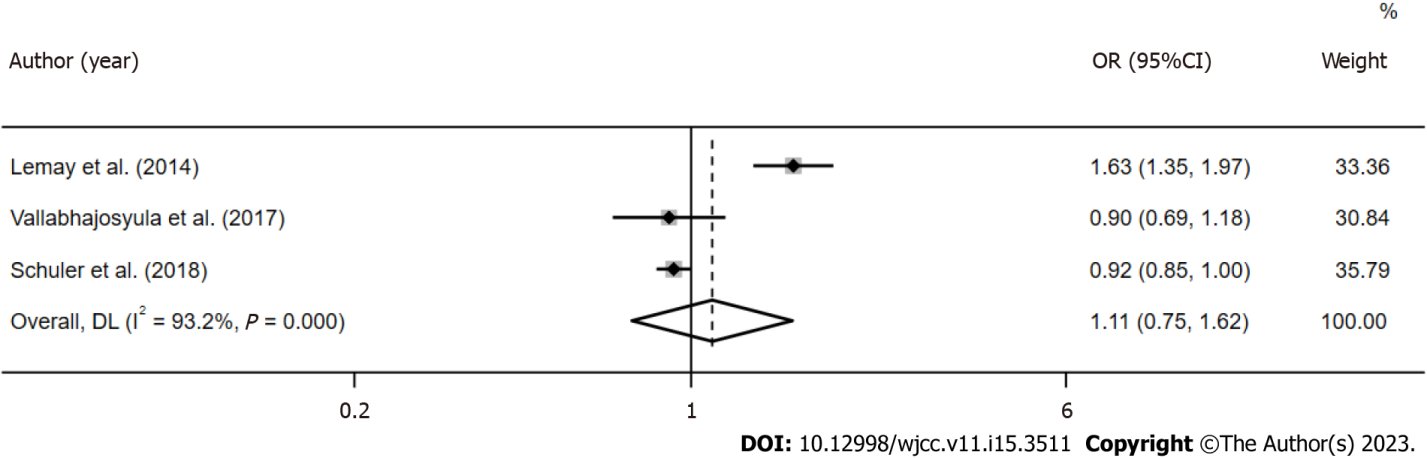 %
Author (year) OR (95%CI) Weight
Lemay et al. (2014) 1.63 (1.35, 1.97) 33.36
Vallabhajosyula et al. (2017) 0.90 (0.69, 1.18) 30.84
Schuler et al. (2018) 0.92 (0.85, 1.00) 35.79
Overall, DL (I² = 93.2%, P = 0.000) 1.11 (0.75, 1.62) 100.00
0.2 1 6
DOI: 10.12998/wjcc.v11.i15.3511 Copyright ©The Author(s) 2023.